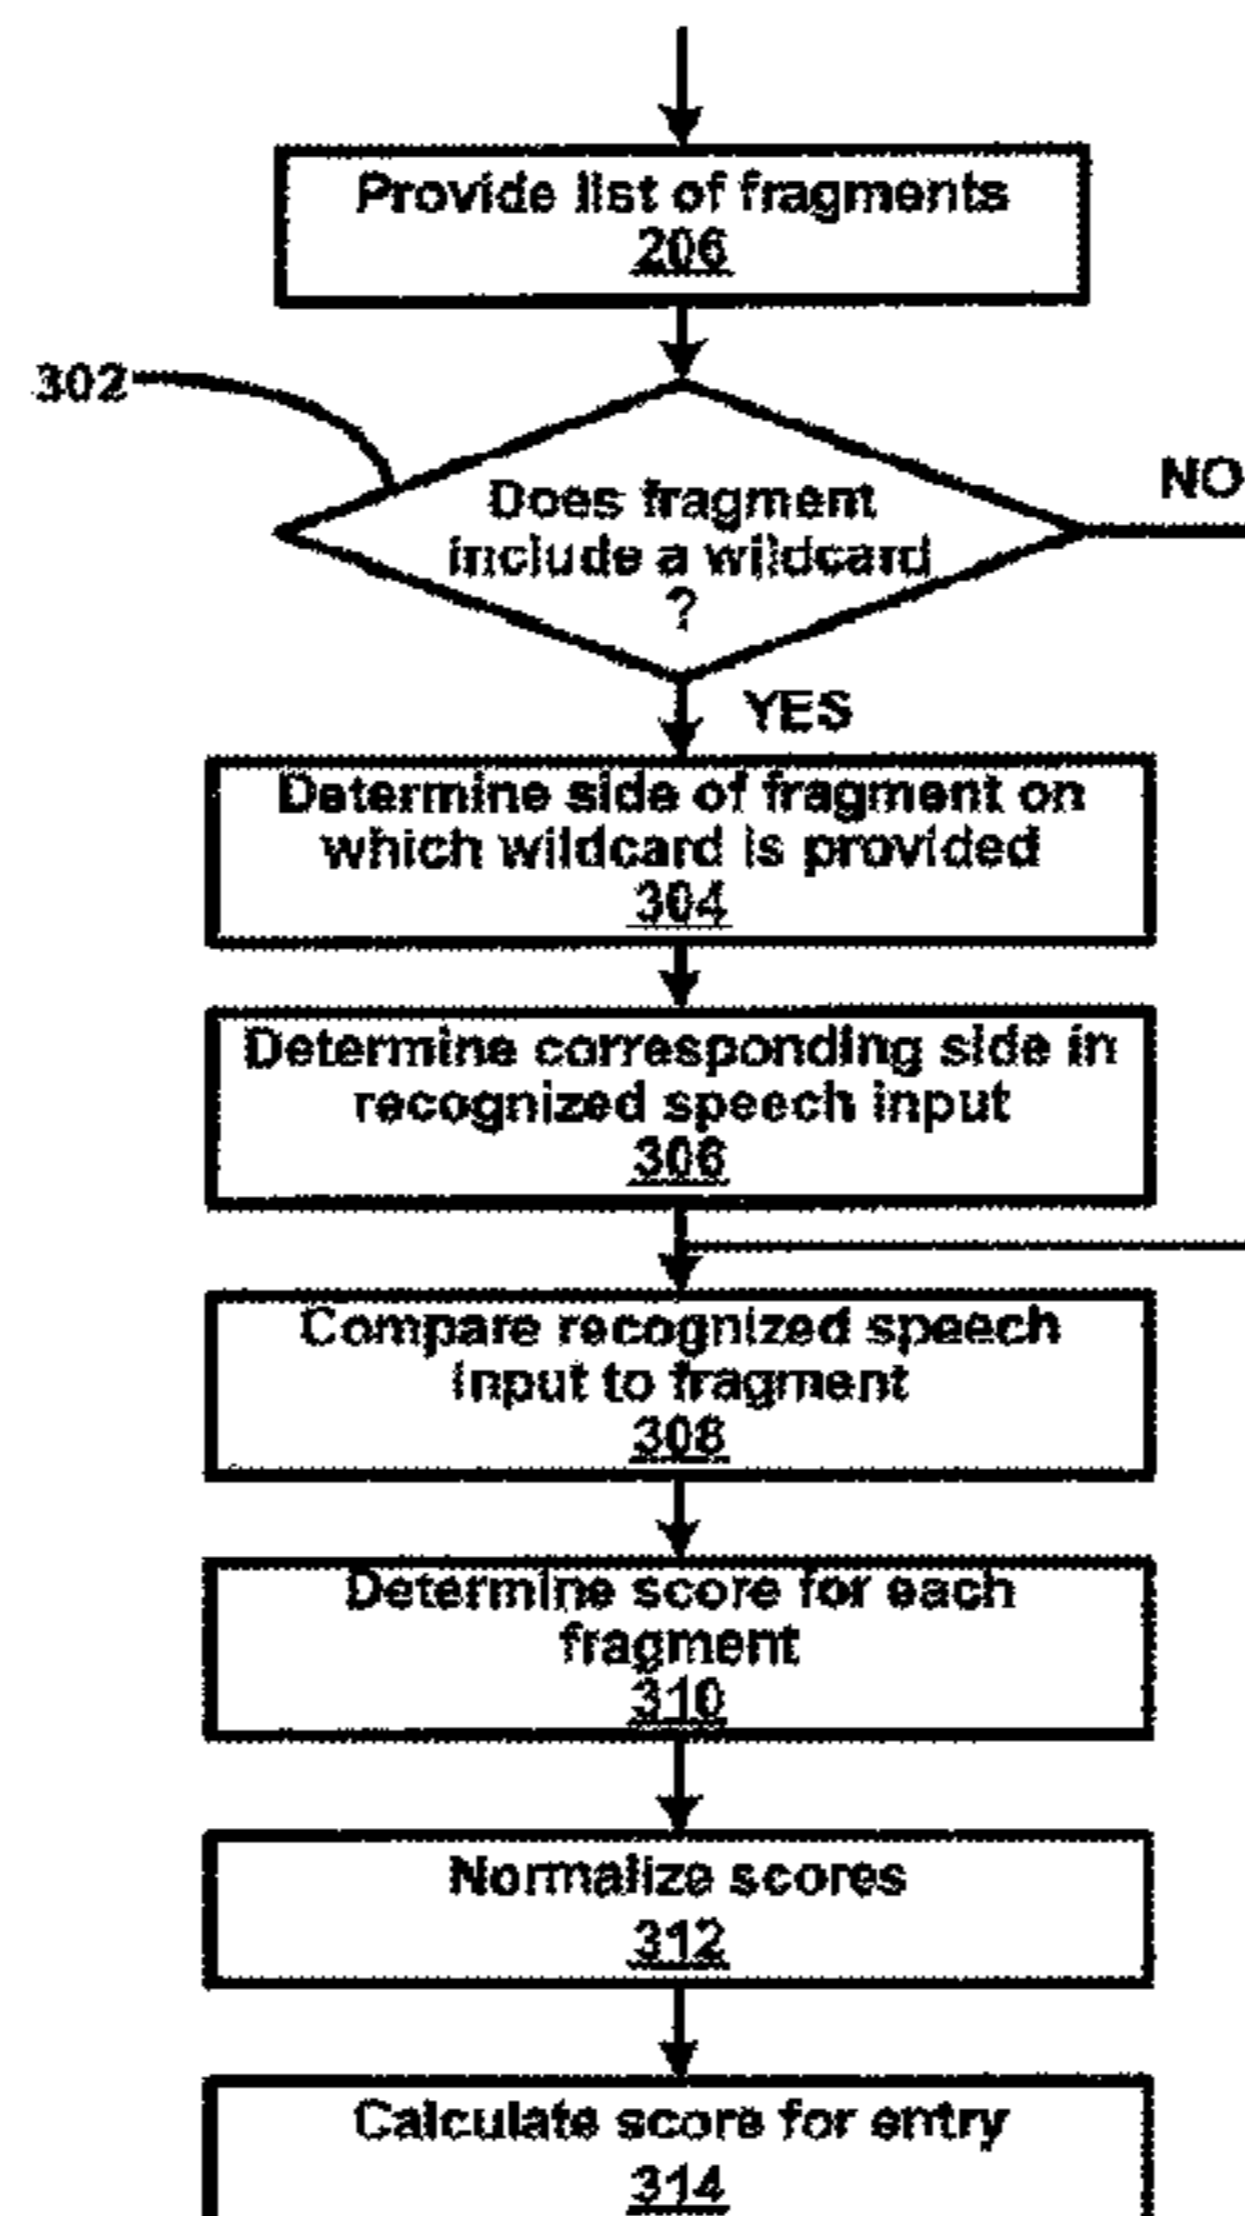 Provide list of fragments
206
302
NO
Does fragment
include a wildcard
?
YES
Determine side of fragment on
which wildcard is provided
304
Determine corresponding side in
recognized speech input
306
Compare recognized speech
input to fragment
308
Determine score for each
fragment
310
Normalize scores
312
Calculate score for entry
314